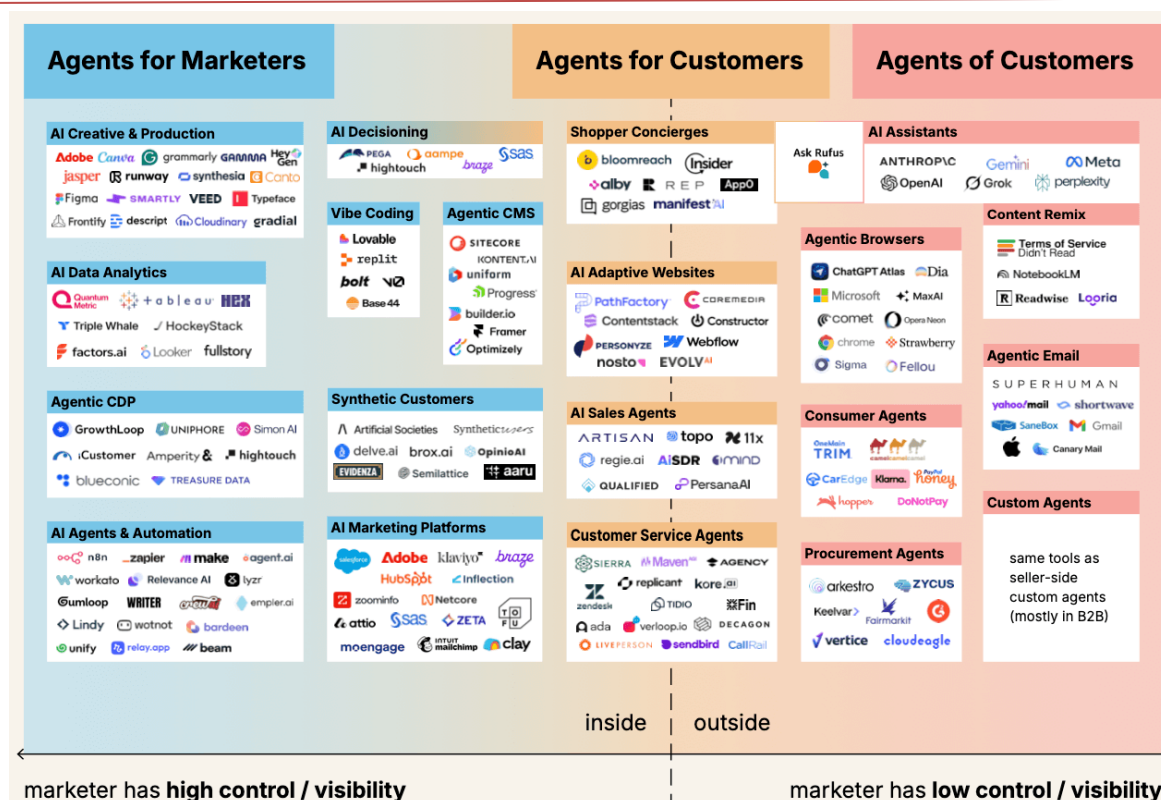 Agents for Marketers
Agents for Customers
Agents of Customers
AI Creative & Production
Adobe Canva grammarly GAMMA Hey Gen
jasper runway synthesia Canto
Figma SMARTLY VEED Typeface
Frontify descript Cloudinary gradial
AI Data Analytics
Quantum Metric +ableau HEX
Triple Whale HockeyStack
factors.ai Looker fullstory
Agentic CDP
GrowthLoop UNIPHORE Simon AI
iCustomer Amperity & hightouch
blueconic TREASURE DATA
AI Agents & Automation
n8n zapier make agent.ai
workato Relevance AI lyzr
Gumloop WRITER crewai empler.ai
Lindy wotnot bardeen
unify relay.app beam
AI Decisioning
PEGA aampe sas
hightouch braze
Vibe Coding
Lovable
replit
bolt v0
Base 44
Agentic CMS
SITECORE
KONTENT.AI
uniform
Progress
builder.io
Framer
Optimizely
Synthetic Customers
Artificial Societies Syntheticusers
delve.ai brox.ai OpinioAI
EVIDENZA Semilattice aaru
AI Marketing Platforms
salesforce Adobe klaviyo braze
HubSpot Inflection
zoominfo Netcore
attio sas ZETA TOFU
moengage INTUIT mailchimp clay
Shopper Concierges
bloomreach Insider
alby REP App0
gorgias manifest AI
AI Adaptive Websites
PathFactory COREMEDIA
Contentstack Constructor
PERSONYZE Webflow
nosto EVOLV AI
AI Sales Agents
ARTISAN topo 11x
regie.ai AiSDR 6MIND
QUALIFIED PersanaAI
Customer Service Agents
SIERRA Maven AGI AGENCY
zendesk replicant kore.ai
TIDIO Fin
ada verloop.io DECAGON
LIVEPERSON sendbird CallRail
Ask Rufus
AI Assistants
ANTHROP\C Gemini Meta
OpenAI Grok perplexity
Agentic Browsers
ChatGPT Atlas Dia
Microsoft MaxAI
comet Opera Neon
chrome Strawberry
Sigma Fellou
Consumer Agents
OneMain TRIM camelcamelcamel
CarEdge Klarna. PayPal honey
hopper DoNotPay
Procurement Agents
arkestro ZYCUS
Keelvar Fairmarkit
vertice cloudeagle
Content Remix
Terms of Service
Didn't Read
NotebookLM
R Readwise Looria
Agentic Email
SUPERHUMAN
yahoo!mail shortwave
SaneBox Gmail
Canary Mail
Custom Agents
same tools as
seller-side
custom agents
(mostly in B2B)
inside outside
marketer has high control / visibility
marketer has low control / visibility